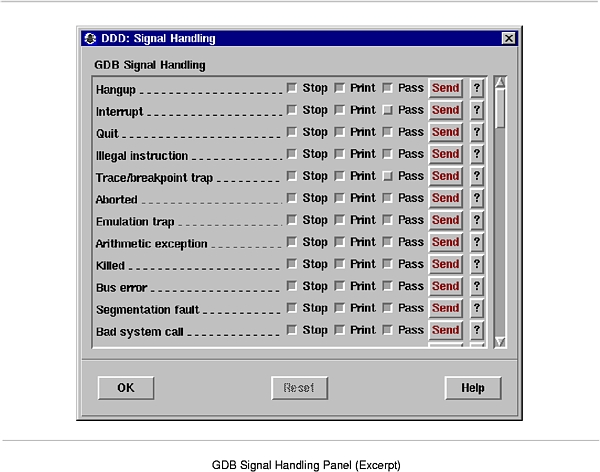 DDD: Signal Handling
GDB Signal Handling
Hangup Stop Print Pass Send ?
Interrupt Stop Print Pass Send ?
Quit Stop Print Pass Send ?
Illegal instruction Stop Print Pass Send ?
Trace/breakpoint trap Stop Print Pass Send ?
Aborted Stop Print Pass Send ?
Emulation trap Stop Print Pass Send ?
Arithmetic exception Stop Print Pass Send ?
Killed Stop Print Pass Send ?
Bus error Stop Print Pass Send ?
Segmentation fault Stop Print Pass Send ?
Bad system call Stop Print Pass Send ?
OK Reset Help
GDB Signal Handling Panel (Excerpt)